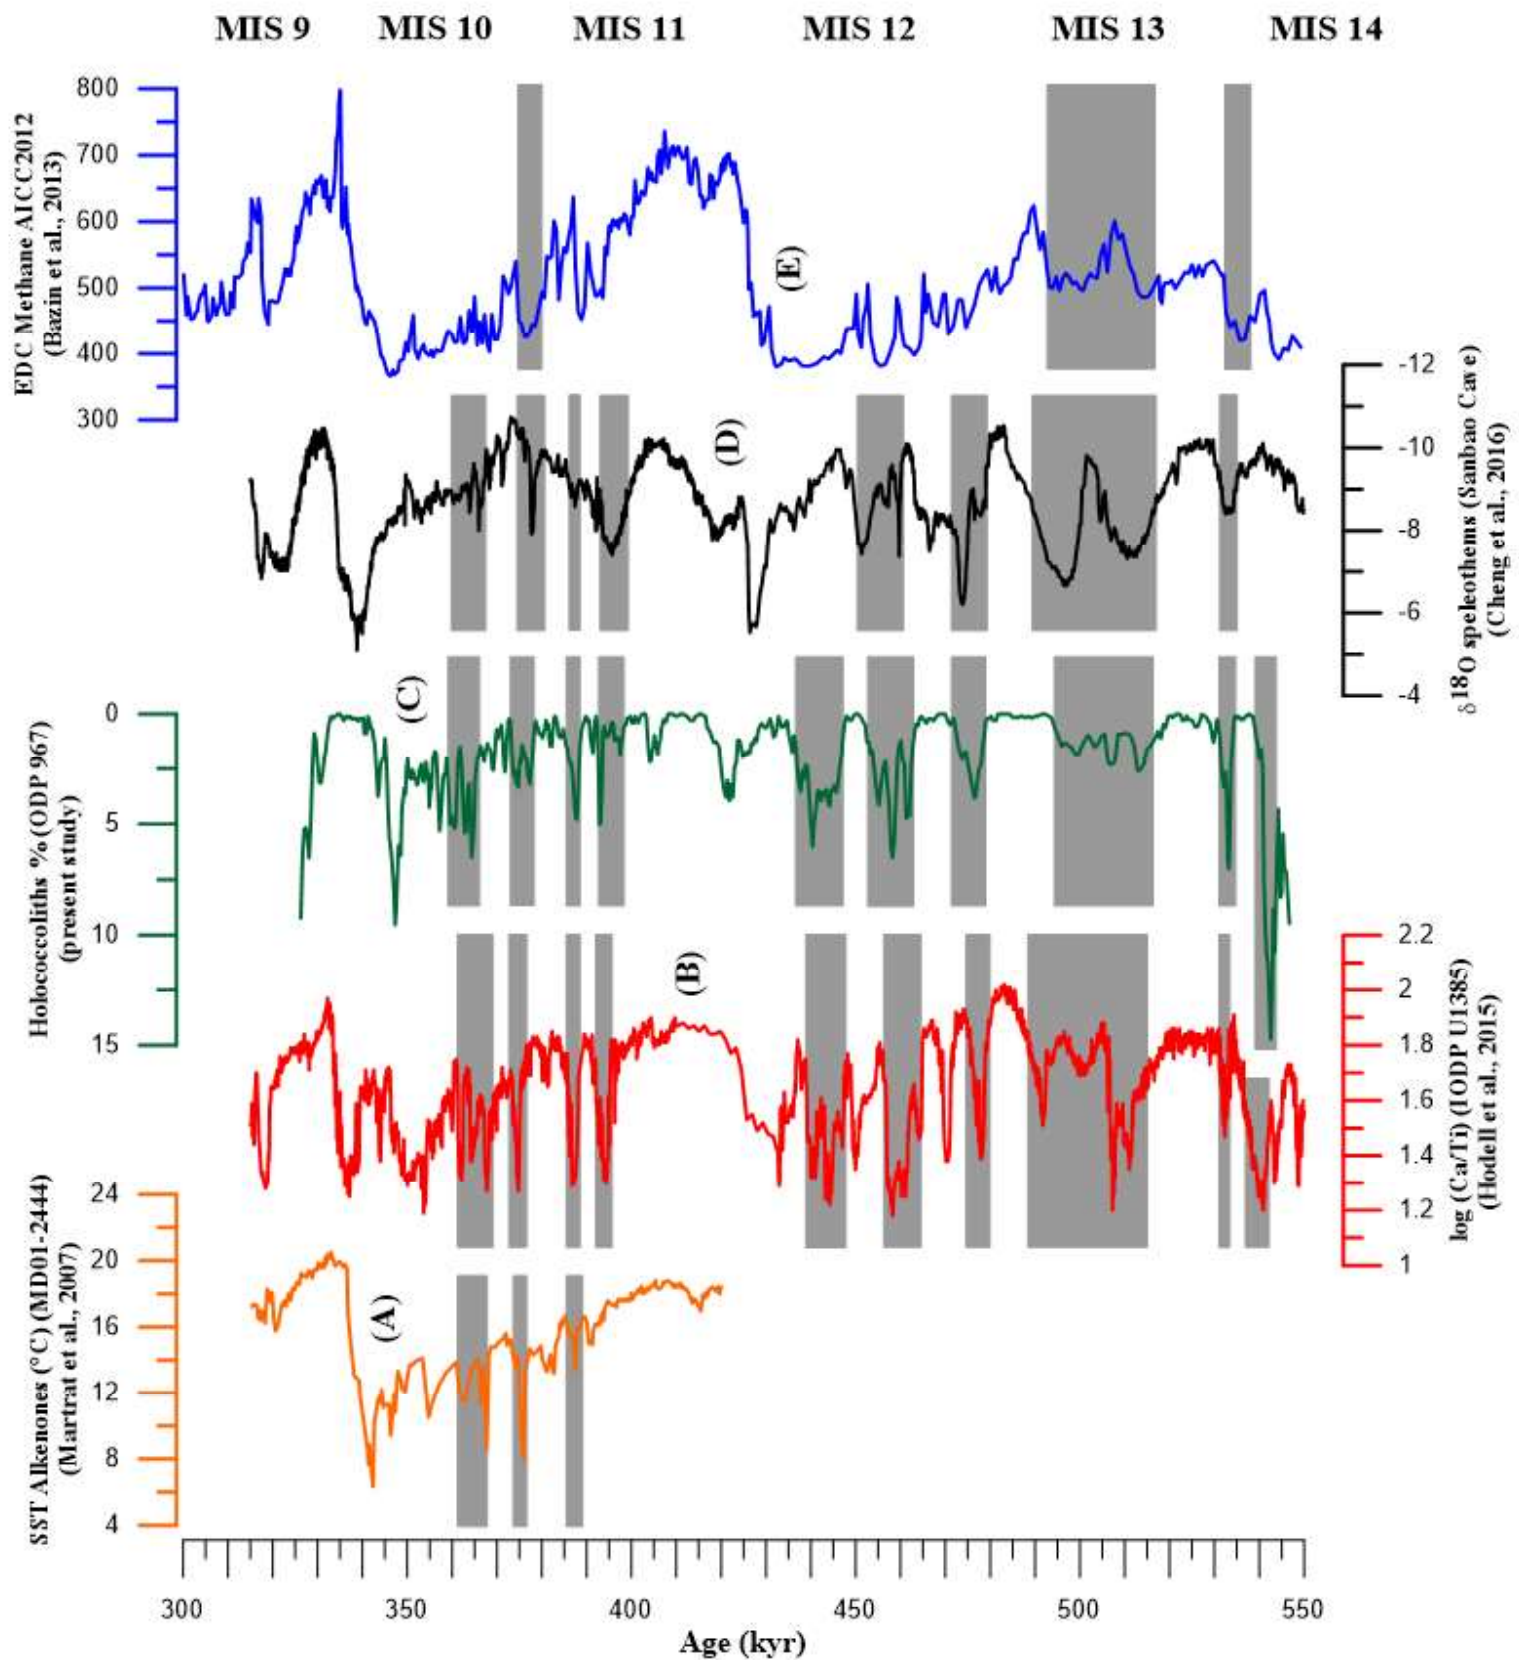 MIS 9 MIS 10 MIS 11 MIS 12 MIS 13 MIS 14
EDC Methane AICC2012
(Bazin et al., 2013)
800
700
600
500
400
300
(E)
-12
-10
-8
-6
-4
δ18O speleothems (Sanbao Cave)
(Cheng et al., 2016)
(D)
(C)
0
5
10
15
Holococcoliths %(ODP 967)
(present study)
(B)
2.2
2
1.8
1.6
1.4
1.2
1
log (Ca/Ti) (IODP U1385)
(Hodell et al., 2015)
24
20
16
12
8
4
SST Alkenones (°C) (MD01-2444)
(Martrat et al., 2007)
(A)
300 350 400 450 500 550
Age (kyr)